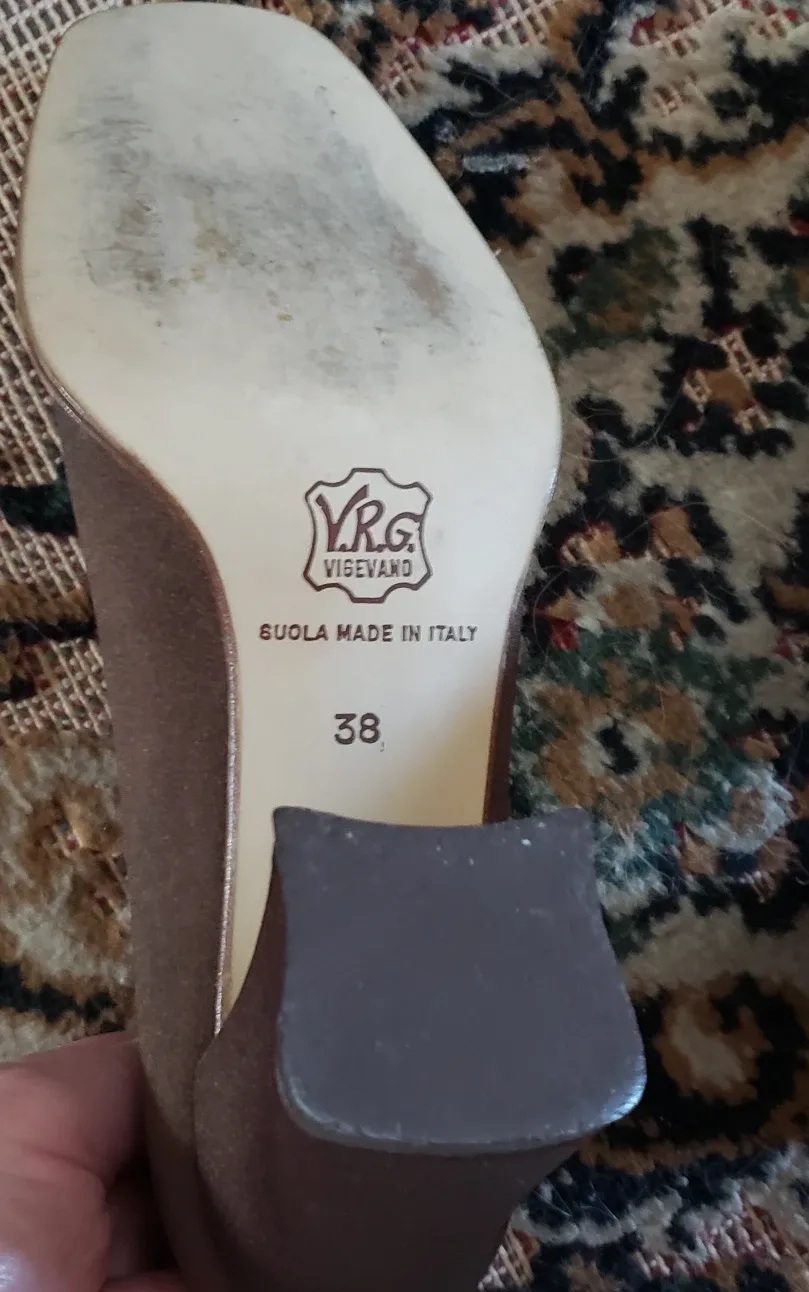 V.R.G.
VIGEVANO
SUOLA MADE IN ITALY
38